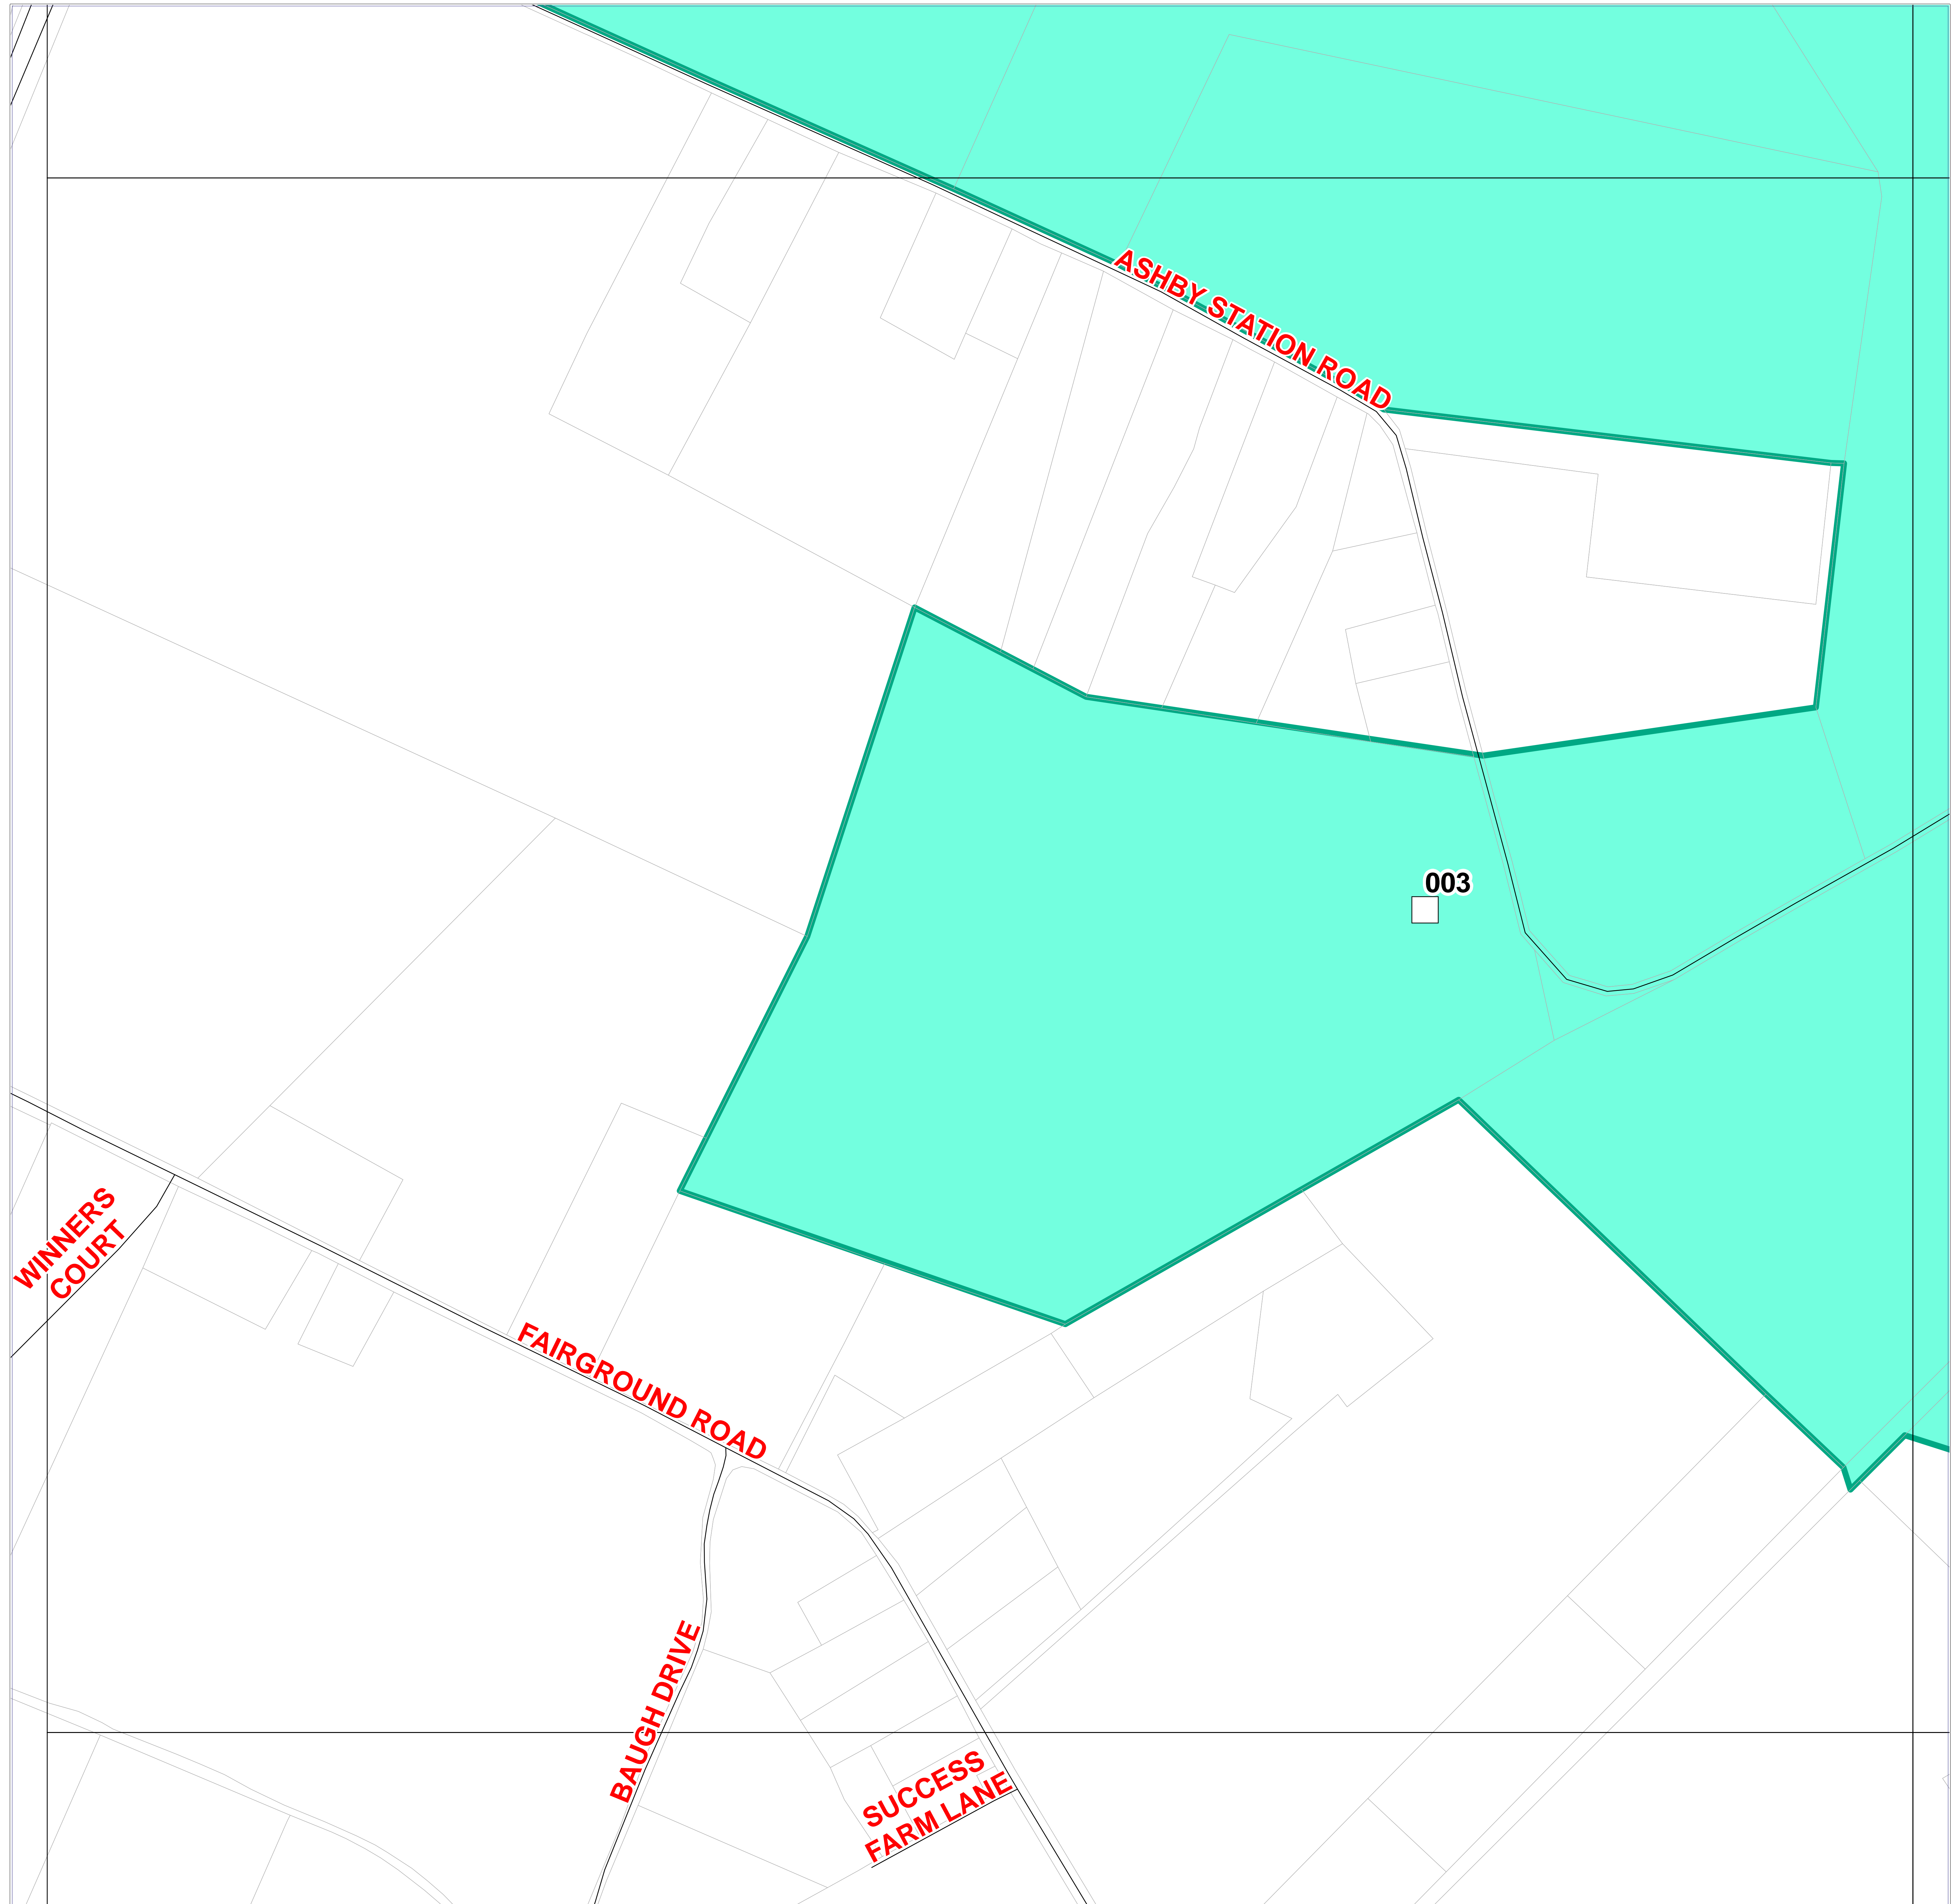 ASHBY STATION ROAD
003
WINNERS
COURT
FAIRGROUND ROAD
BAUGH DRIVE
SUCCESS
FARM LANE